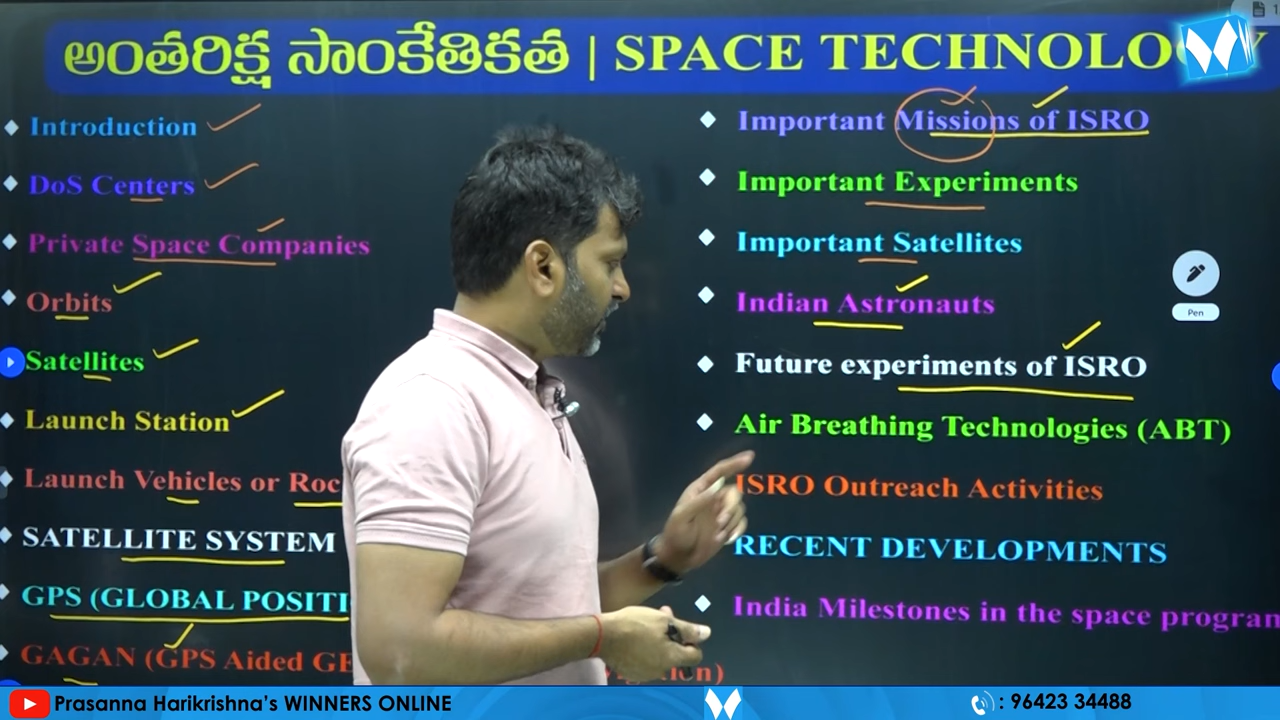 అంతరిక్ష సాంకేతికత | SPACE TECHNOLO
Introduction
DoS Centers
Private Space Companies
Orbits
Satellites
Launch Station
Launch Vehicles or Roc
SATELLITE SYSTEM
GPS (GLOBAL POSITI
GAGAN (GPS Aided GE
Important Missions of ISRO
Important Experiments
Important Satellites
Indian Astronauts
Future experiments of ISRO
Air Breathing Technologies (ABT)
ISRO Outreach Activities
RECENT DEVELOPMENTS
India Milestones in the space program
Pen
Prasanna Harikrishna's WINNERS ONLINE
: 96423 34488